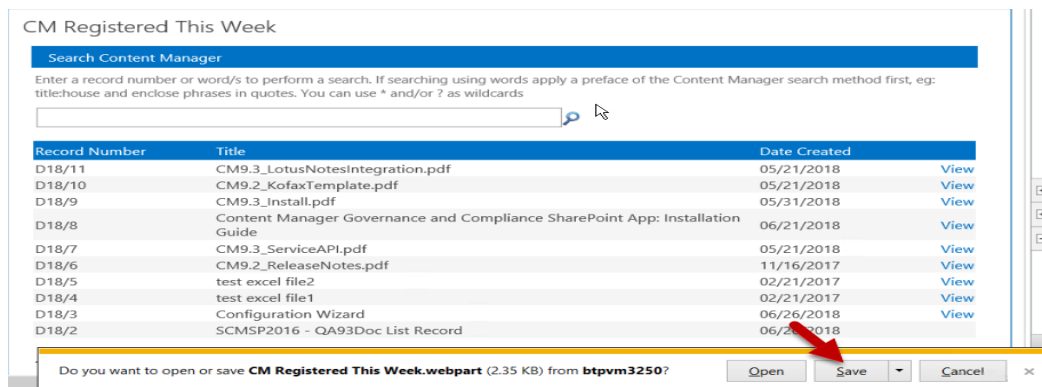 CM Registered This Week
Search Content Manager
Enter a record number or word/s to perform a search. If searching using words apply a preface of the Content Manager search method first, eg:
title:house and enclose phrases in quotes. You can use * and/or ? as wildcards
Record Number Title Date Created
D18/11 CM9.3_LotusNotesIntegration.pdf 05/21/2018 View
D18/10 CM9.2_KofaxTemplate.pdf 05/21/2018 View
D18/9 CM9.3_Install.pdf 05/31/2018 View
D18/8 Content Manager Governance and Compliance SharePoint App: Installation Guide 06/21/2018 View
D18/7 CM9.3_ServiceAPI.pdf 05/21/2018 View
D18/6 CM9.2_ReleaseNotes.pdf 11/16/2017 View
D18/5 test excel file2 02/21/2017 View
D18/4 test excel file1 02/21/2017 View
D18/3 Configuration Wizard 06/26/2018 View
D18/2 SCMSP2016 - QA93Doc List Record
Do you want to open or save CM Registered This Week.webpart (2.35 KB) from btpvm3250? Open Save Cancel